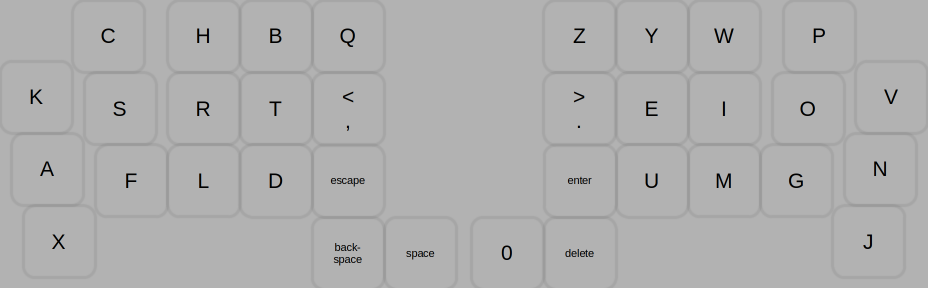 C H B Q Z Y W P
K S R T < > E I O V
, .
A F L D escape enter U M G N
X back-
space space 0 delete J